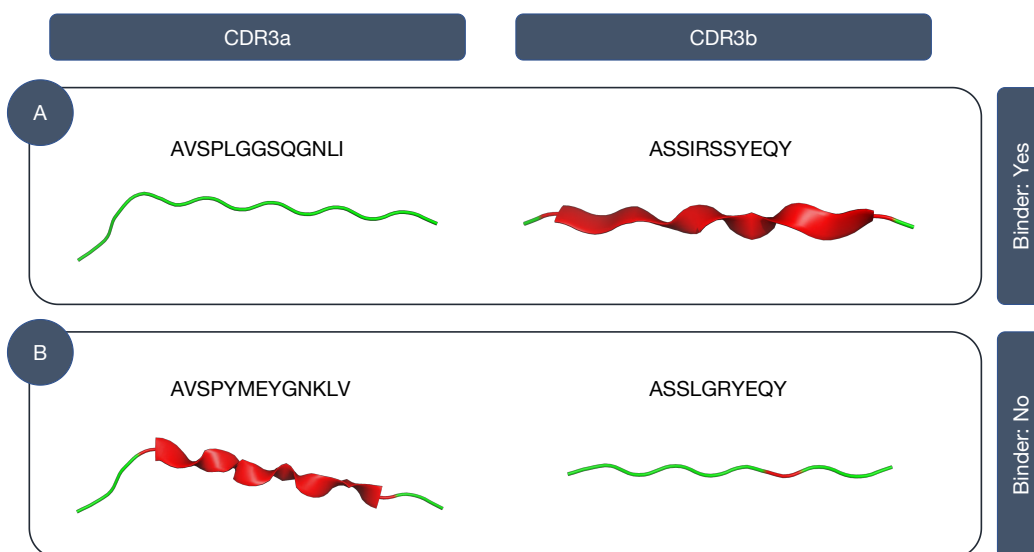 CDR3a
CDR3b
A
AVSPLGGSQGNLI
ASSIRSSYEQY
Binder: Yes
B
AVSPYMEYGNKLV
ASSLGRYEQY
Binder: No